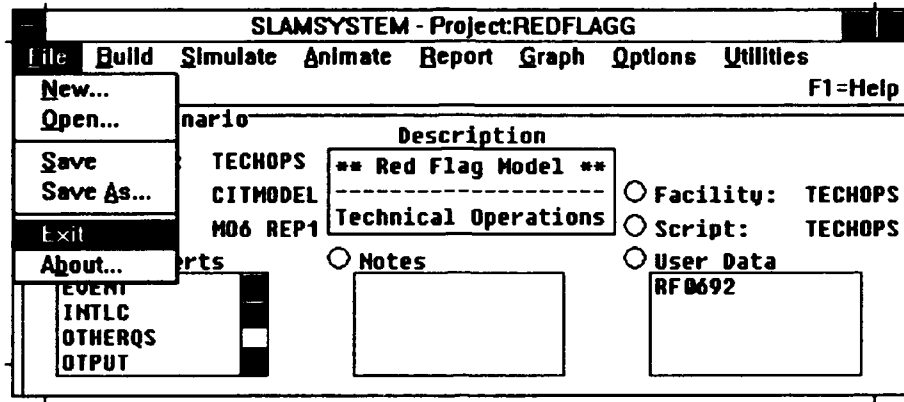 SLAMSYSTEM - Project:REDFLAGG
File Build Simulate Animate Report Graph Options Utilities
F1=Help
New...
Open...
Save
Save As...
Exit
About...
nario
Description
: TECHOPS
CITMODEL
MO6 REP1
** Red Flag Model **
--------------------
Technical Operations
Facility: TECHOPS
Script: TECHOPS
erts
Notes
User Data
EVENT
INTLC
OTHERQS
OTPUT
RF0692